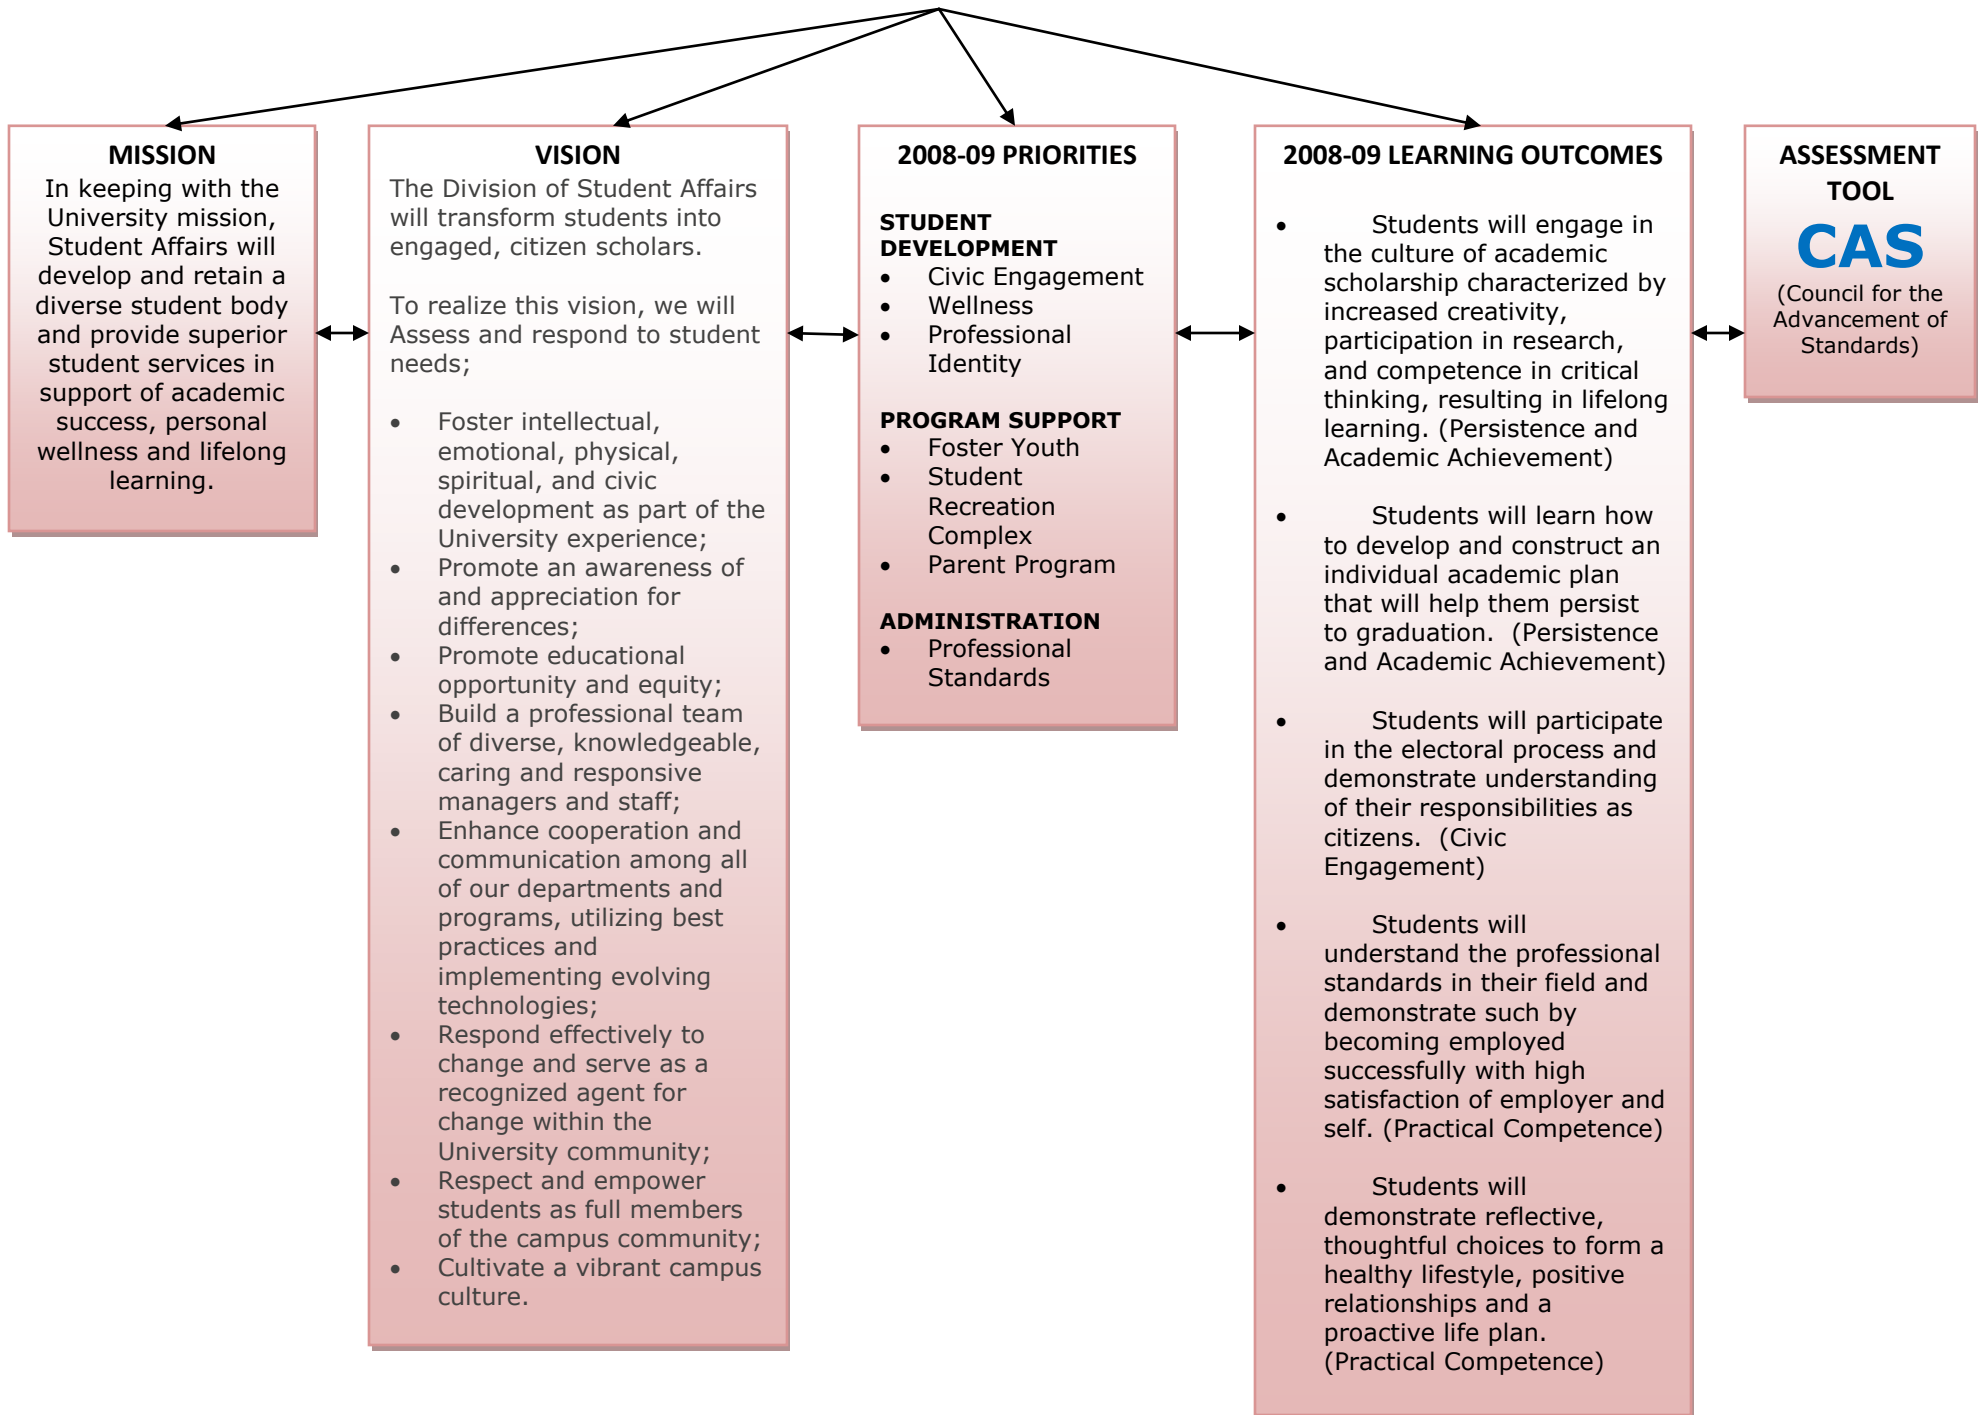 MISSION
In keeping with the
University mission,
Student Affairs will
develop and retain a
diverse student body
and provide superior
student services in
support of academic
success, personal
wellness and lifelong
learning.
VISION
The Division of Student Affairs
will transform students into
engaged, citizen scholars.
To realize this vision, we will
Assess and respond to student
needs;
• Foster intellectual,
emotional, physical,
spiritual, and civic
development as part of the
University experience;
• Promote an awareness of
and appreciation for
differences;
• Promote educational
opportunity and equity;
• Build a professional team
of diverse, knowledgeable,
caring and responsive
managers and staff;
• Enhance cooperation and
communication among all
of our departments and
programs, utilizing best
practices and
implementing evolving
technologies;
• Respond effectively to
change and serve as a
recognized agent for
change within the
University community;
• Respect and empower
students as full members
of the campus community;
• Cultivate a vibrant campus
culture.
2008-09 PRIORITIES
STUDENT
DEVELOPMENT
• Civic Engagement
• Wellness
• Professional
Identity
PROGRAM SUPPORT
• Foster Youth
• Student
Recreation
Complex
• Parent Program
ADMINISTRATION
• Professional
Standards
2008-09 LEARNING OUTCOMES
• Students will engage in
the culture of academic
scholarship characterized by
increased creativity,
participation in research,
and competence in critical
thinking, resulting in lifelong
learning. (Persistence and
Academic Achievement)
• Students will learn how
to develop and construct an
individual academic plan
that will help them persist
to graduation.  (Persistence
and Academic Achievement)
• Students will participate
in the electoral process and
demonstrate understanding
of their responsibilities as
citizens.  (Civic
Engagement)
• Students will
understand the professional
standards in their field and
demonstrate such by
becoming employed
successfully with high
satisfaction of employer and
self. (Practical Competence)
• Students will
demonstrate reflective,
thoughtful choices to form a
healthy lifestyle, positive
relationships and a
proactive life plan.
(Practical Competence)
ASSESSMENT
TOOL
CAS
(Council for the
Advancement of
Standards)